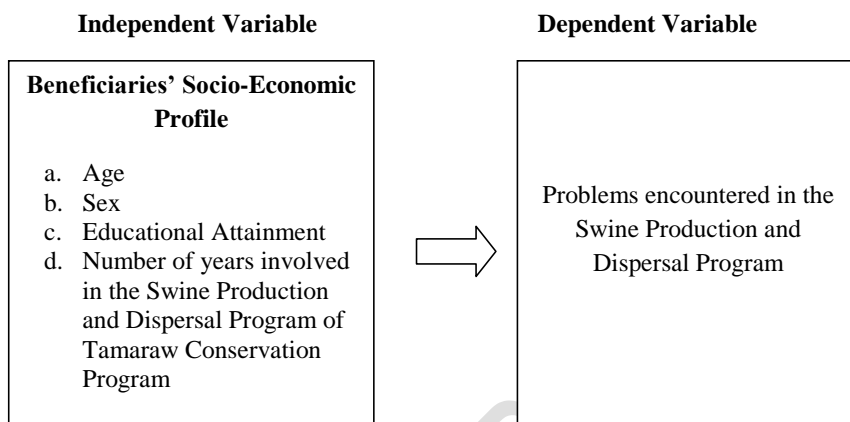 Independent Variable
Dependent Variable
Beneficiaries' Socio-Economic
Profile
a. Age
b. Sex
c. Educational Attainment
d. Number of years involved
in the Swine Production
and Dispersal Program of
Tamaraw Conservation
Program
Problems encountered in the
Swine Production and
Dispersal Program